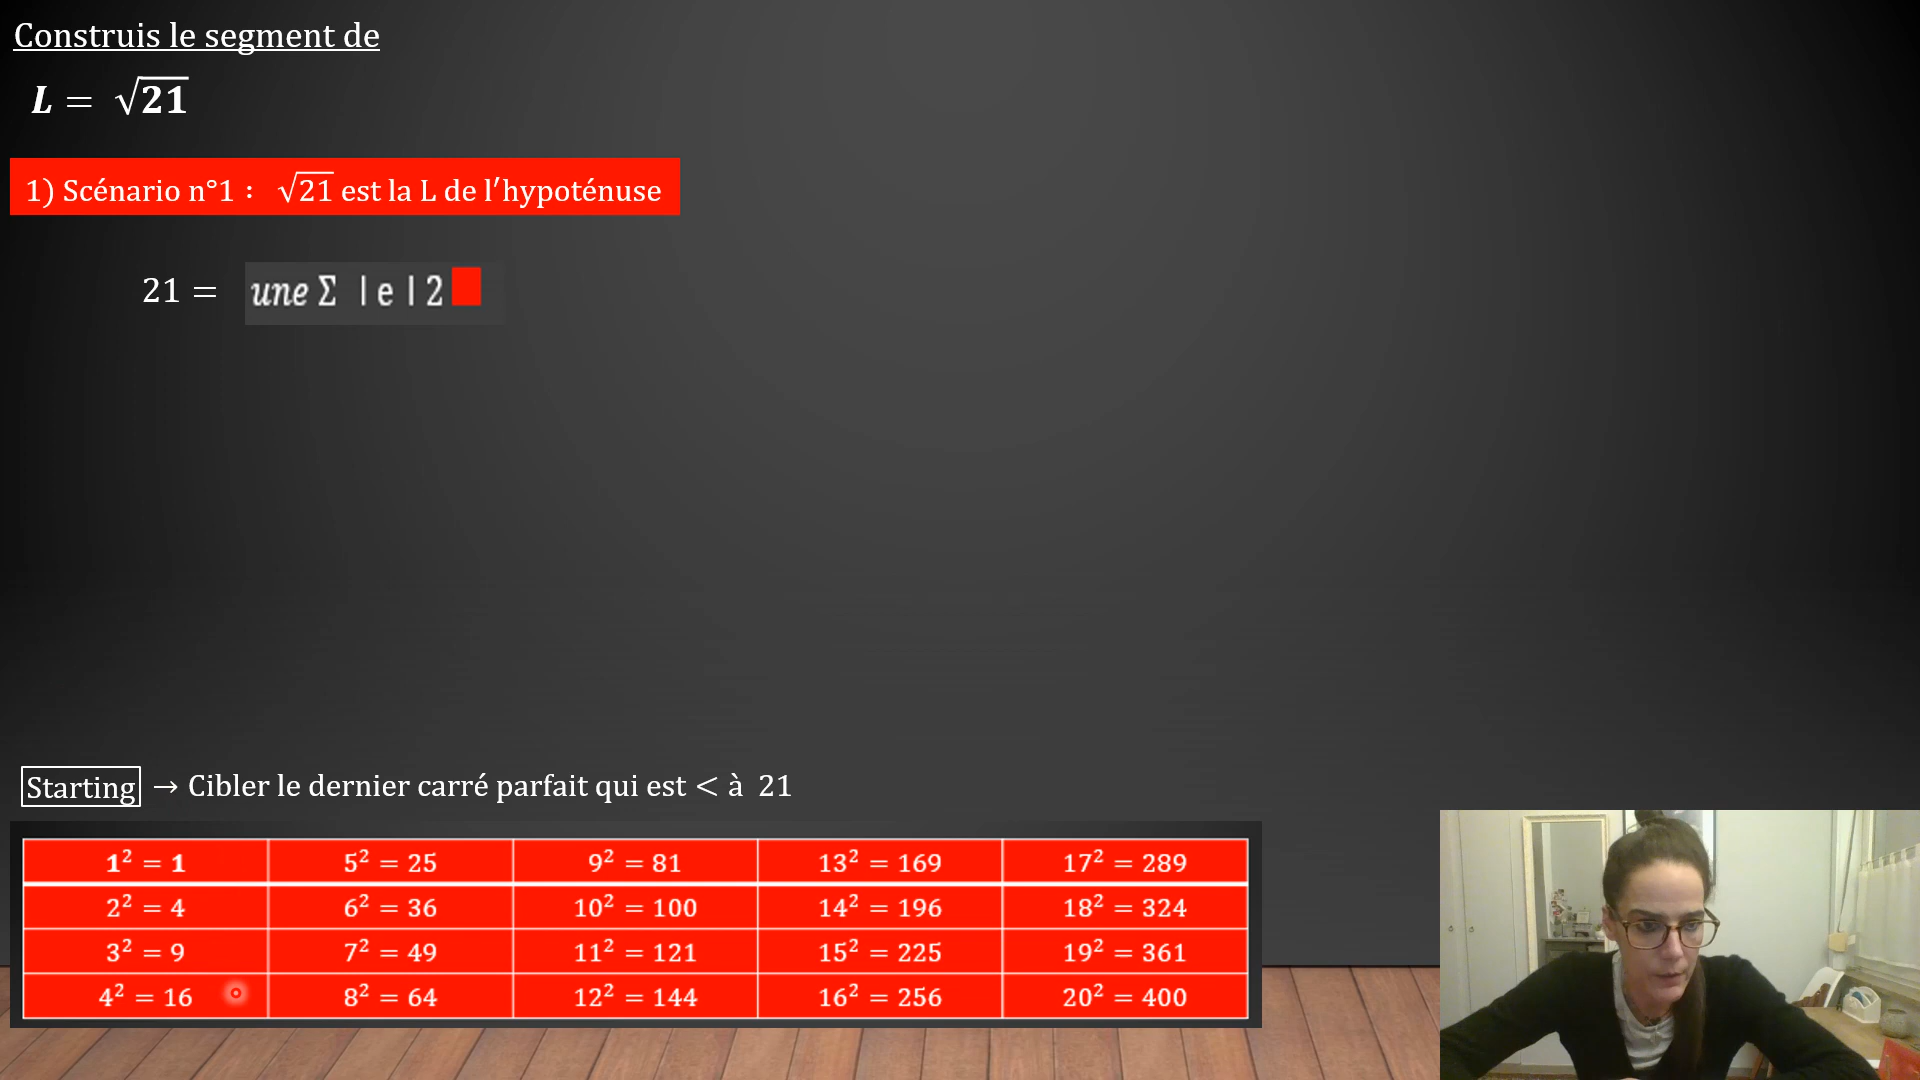 Construis le segment de
L = √21
1) Scénario n°1 : √21 est la L de l′hypoténuse
21 = une Σ | e | 2
Starting → Cibler le dernier carré parfait qui est < à 21
1² = 1 5² = 25 9² = 81 13² = 169 17² = 289
2² = 4 6² = 36 10² = 100 14² = 196 18² = 324
3² = 9 7² = 49 11² = 121 15² = 225 19² = 361
4² = 16 8² = 64 12² = 144 16² = 256 20² = 400